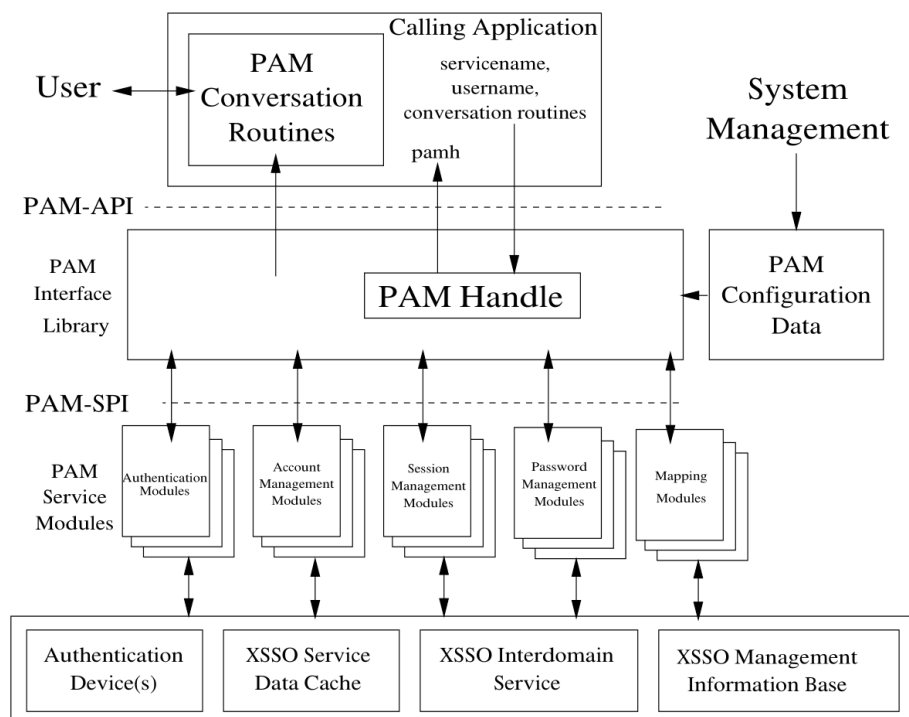 Calling Application
User
PAM
Conversation
Routines
servicename,
username,
conversation routines
pamh
System
Management
PAM-API
PAM
Interface
Library
PAM Handle
PAM
Configuration
Data
PAM-SPI
PAM
Service
Modules
Authentication
Modules
Account
Management
Modules
Session
Management
Modules
Password
Management
Modules
Mapping
Modules
Authentication
Device(s)
XSSO Service
Data Cache
XSSO Interdomain
Service
XSSO Management
Information Base